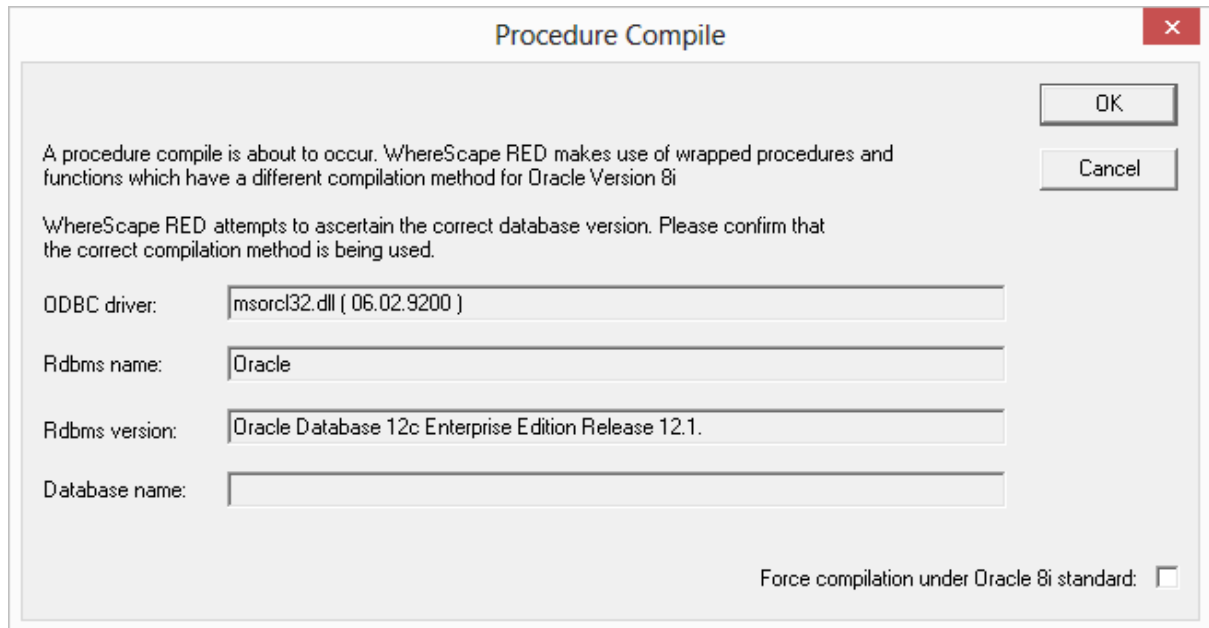 Procedure Compile
OK
A procedure compile is about to occur. WhereScape RED makes use of wrapped procedures and
functions which have a different compilation method for Oracle Version 8i
Cancel
WhereScape RED attempts to ascertain the correct database version. Please confirm that
the correct compilation method is being used.
ODBC driver: msorcl32.dll ( 06.02.9200 )
Rdbms name: Oracle
Rdbms version: Oracle Database 12c Enterprise Edition Release 12.1.
Database name:
Force compilation under Oracle 8i standard: